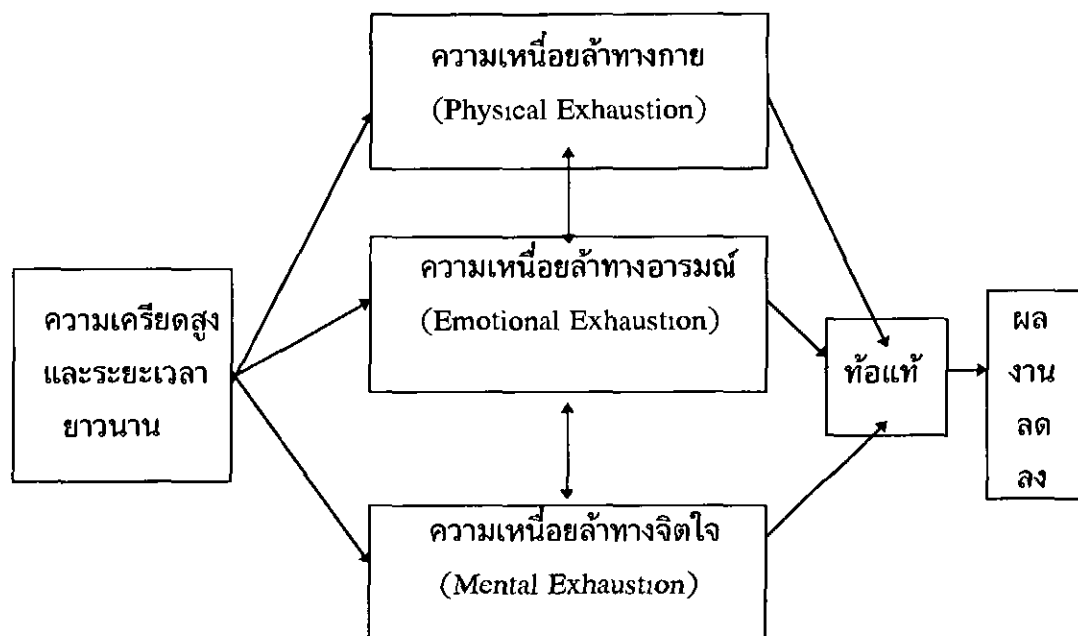 ความเหนื่อยล้าทางกาย
(Physical Exhaustion)
ความเครียดสูง
และระยะเวลา
ยาวนาน
ความเหนื่อยล้าทางอารมณ์
(Emotional Exhaustion)
ความเหนื่อยล้าทางจิตใจ
(Mental Exhaustion)
ท้อแท้
ผล
งาน
ลด
ลง